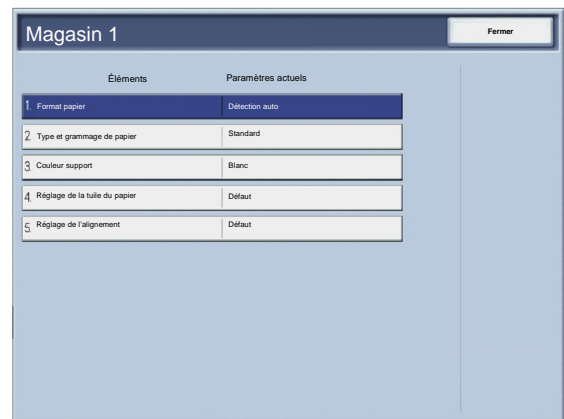 Magasin 1
Fermer
Éléments Paramètres actuels
1. Format papier Détection auto
2. Type et grammage de papier Standard
3. Couleur support Blanc
4. Réglage de la tuile du papier Défaut
5. Réglage de l'alignement Défaut